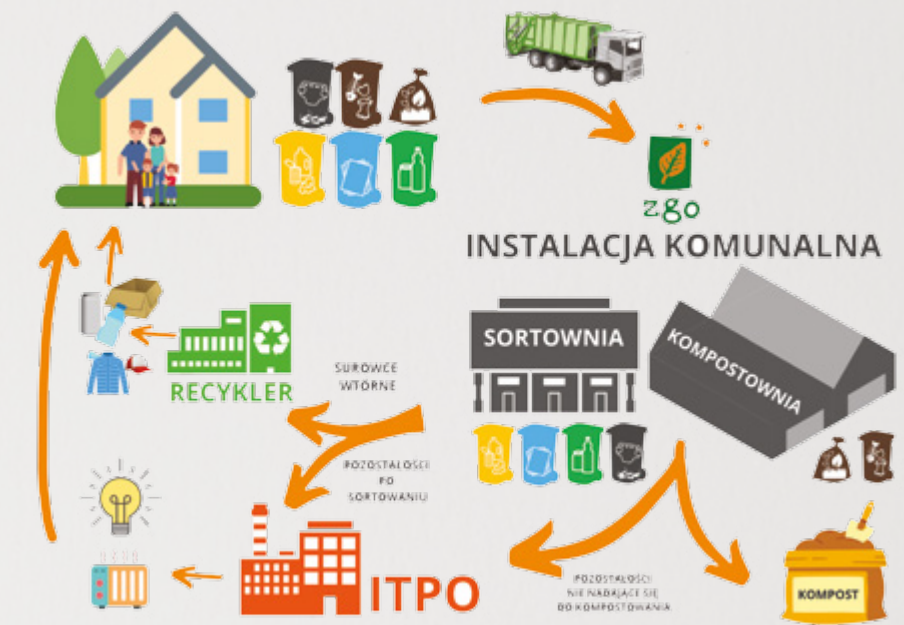 zgo
INSTALACJA KOMUNALNA
SORTOWNIA
KOMPOSTOWNIA
RECYKLER
SUROWCE
WTÓRNE
POZOSTAŁOŚCI
PO
SORTOWANIU
ITPO
POZOSTAŁOŚCI
NIE NADAJĄCE SIĘ
DO KOMPOSTOWANIA
KOMPOST